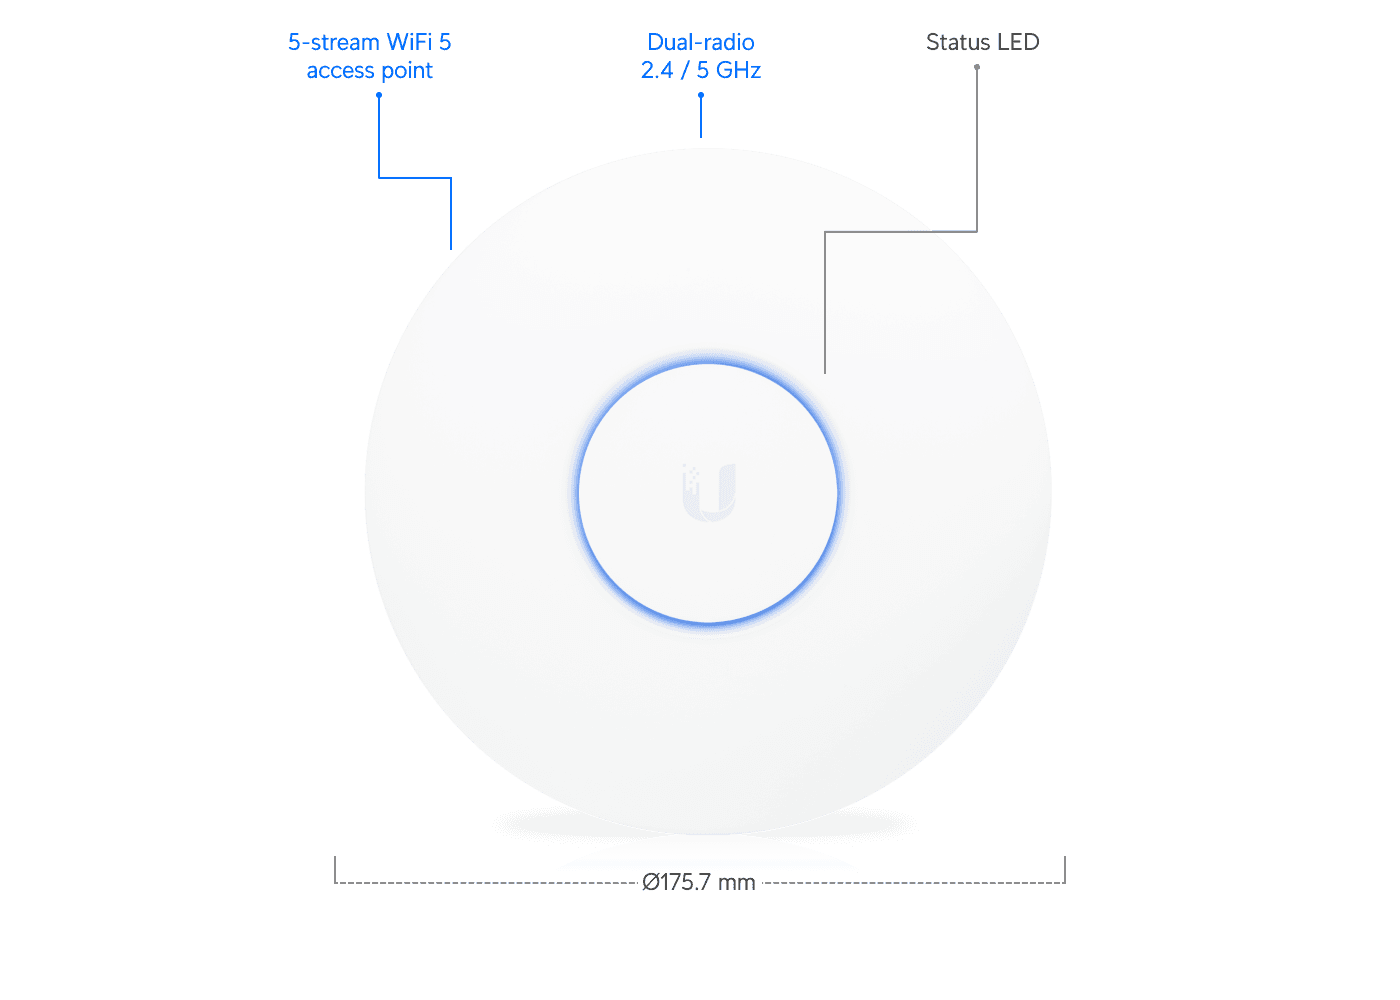 5-stream WiFi 5
access point
Dual-radio
2.4 / 5 GHz
Status LED
Ø175.7 mm